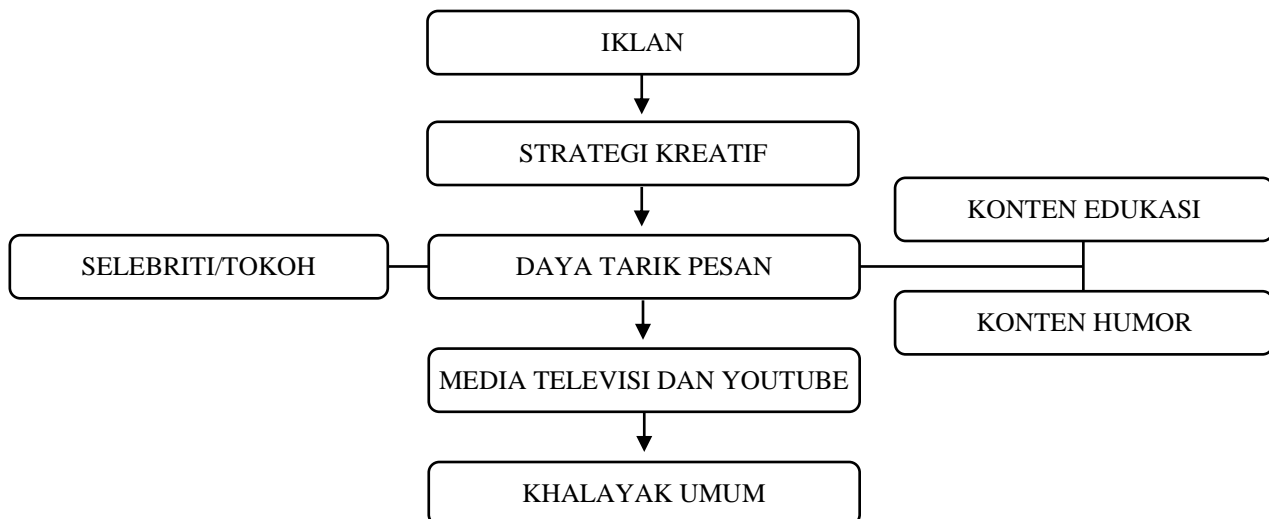 IKLAN
STRATEGI KREATIF
KONTEN EDUKASI
SELEBRITI/TOKOH
DAYA TARIK PESAN
KONTEN HUMOR
MEDIA TELEVISI DAN YOUTUBE
KHALAYAK UMUM